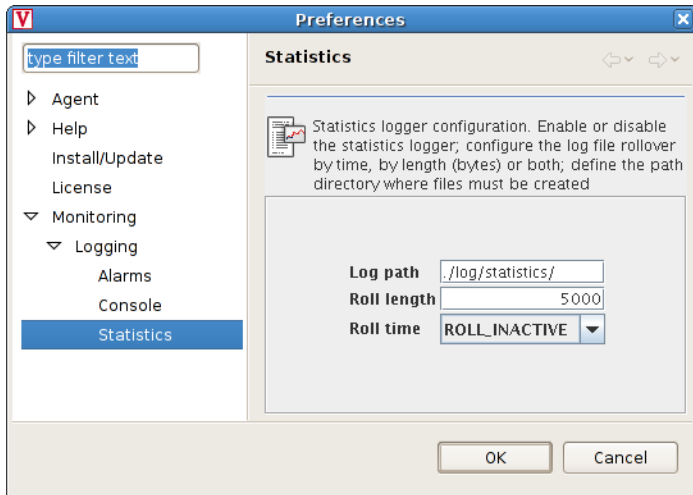 V
Preferences
type filter text
Agent
Help
Install/Update
License
Monitoring
Logging
Alarms
Console
Statistics
Statistics
Statistics logger configuration. Enable or disable
the statistics logger; configure the log file rollover
by time, by length (bytes) or both; define the path
directory where files must be created
Log path ./log/statistics/
Roll length 5000
Roll time ROLL_INACTIVE
OK Cancel